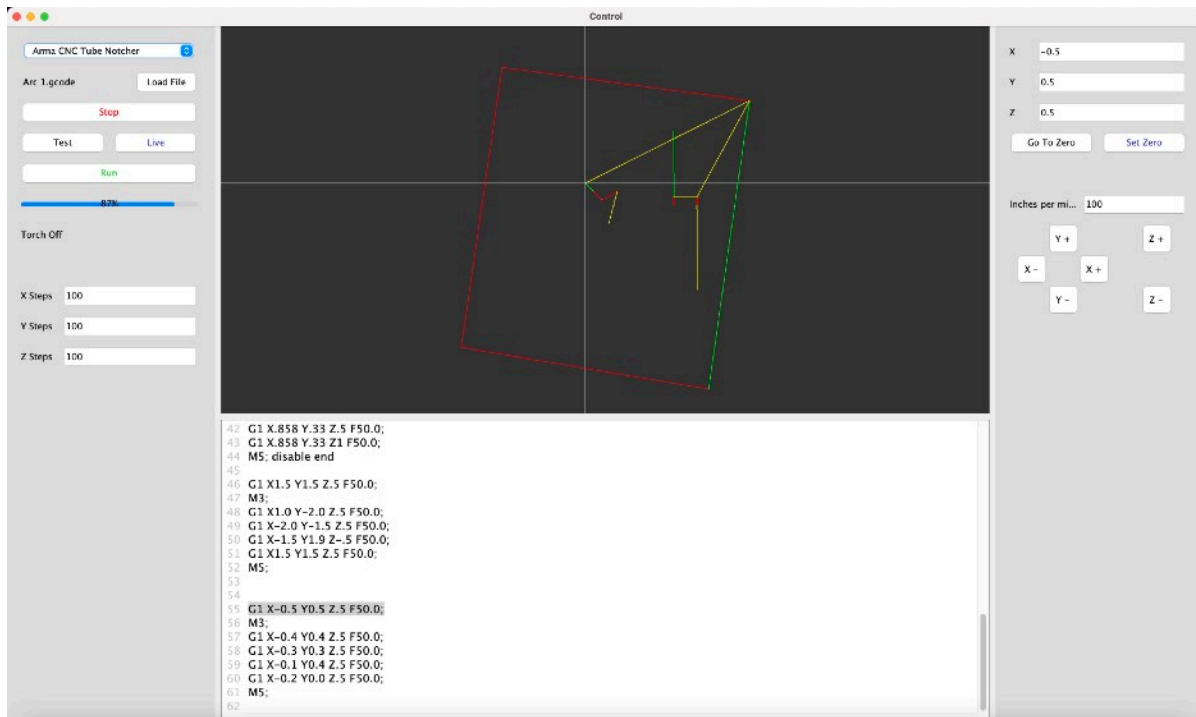 Control
Arma CNC Tube Notcher
Arc 1.gcode
Load File
Stop
Test
Live
Run
87%
Torch Off
X Steps 100
Y Steps 100
Z Steps 100
42 G1 X.858 Y.33 Z.5 F50.0;
43 G1 X.858 Y.33 Z1 F50.0;
44 M5; disable end
45
46 G1 X1.5 Y1.5 Z.5 F50.0;
47 M3;
48 G1 X1.0 Y-2.0 Z.5 F50.0;
49 G1 X-2.0 Y-1.5 Z.5 F50.0;
50 G1 X-1.5 Y1.9 Z-.5 F50.0;
51 G1 X1.5 Y1.5 Z.5 F50.0;
52 M5;
53
54
55 G1 X-0.5 Y0.5 Z.5 F50.0;
56 M3;
57 G1 X-0.4 Y0.4 Z.5 F50.0;
58 G1 X-0.3 Y0.3 Z.5 F50.0;
59 G1 X-0.1 Y0.4 Z.5 F50.0;
60 G1 X-0.2 Y0.0 Z.5 F50.0;
61 M5;
62
X -0.5
Y 0.5
Z 0.5
Go To Zero
Set Zero
Inches per mi... 100
Y +
Z +
X -
X +
Y -
Z -